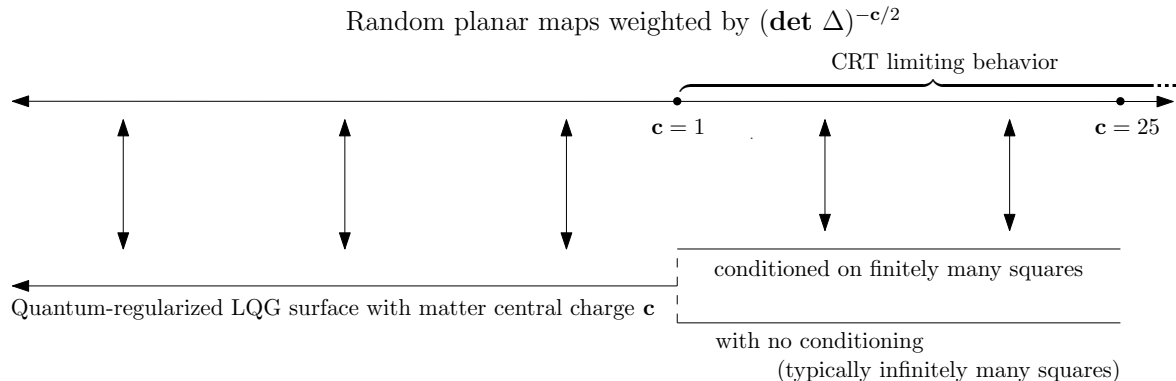 Random planar maps weighted by (det Δ)^{-c/2}
CRT limiting behavior
c = 1
c = 25
conditioned on finitely many squares
Quantum-regularized LQG surface with matter central charge c
with no conditioning
(typically infinitely many squares)